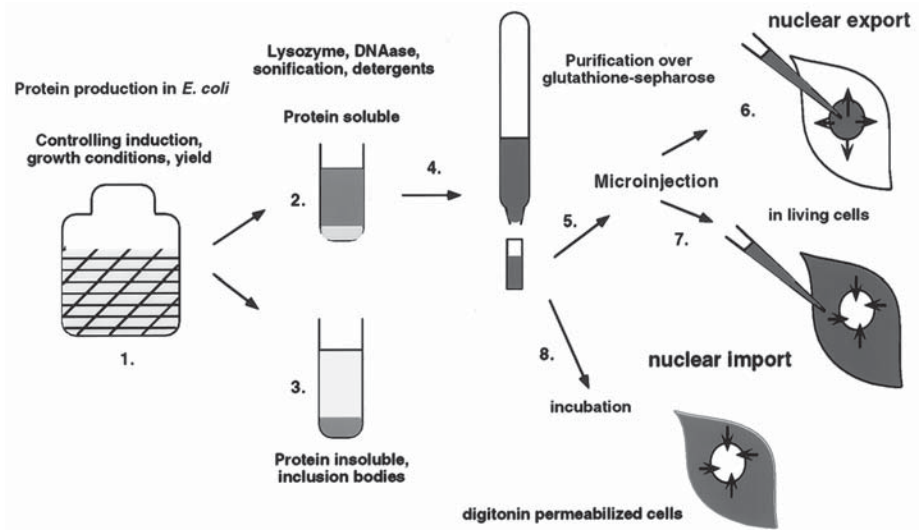 Protein production in E. coli
Controlling induction,
growth conditions, yield
1.
Lysozyme, DNAase,
sonification, detergents
Protein soluble
2.
3.
Protein insoluble,
inclusion bodies
4.
Purification over
glutathione-sepharose
5.
Microinjection
6.
nuclear export
in living cells
7.
nuclear import
8.
incubation
digitonin permeabilized cells